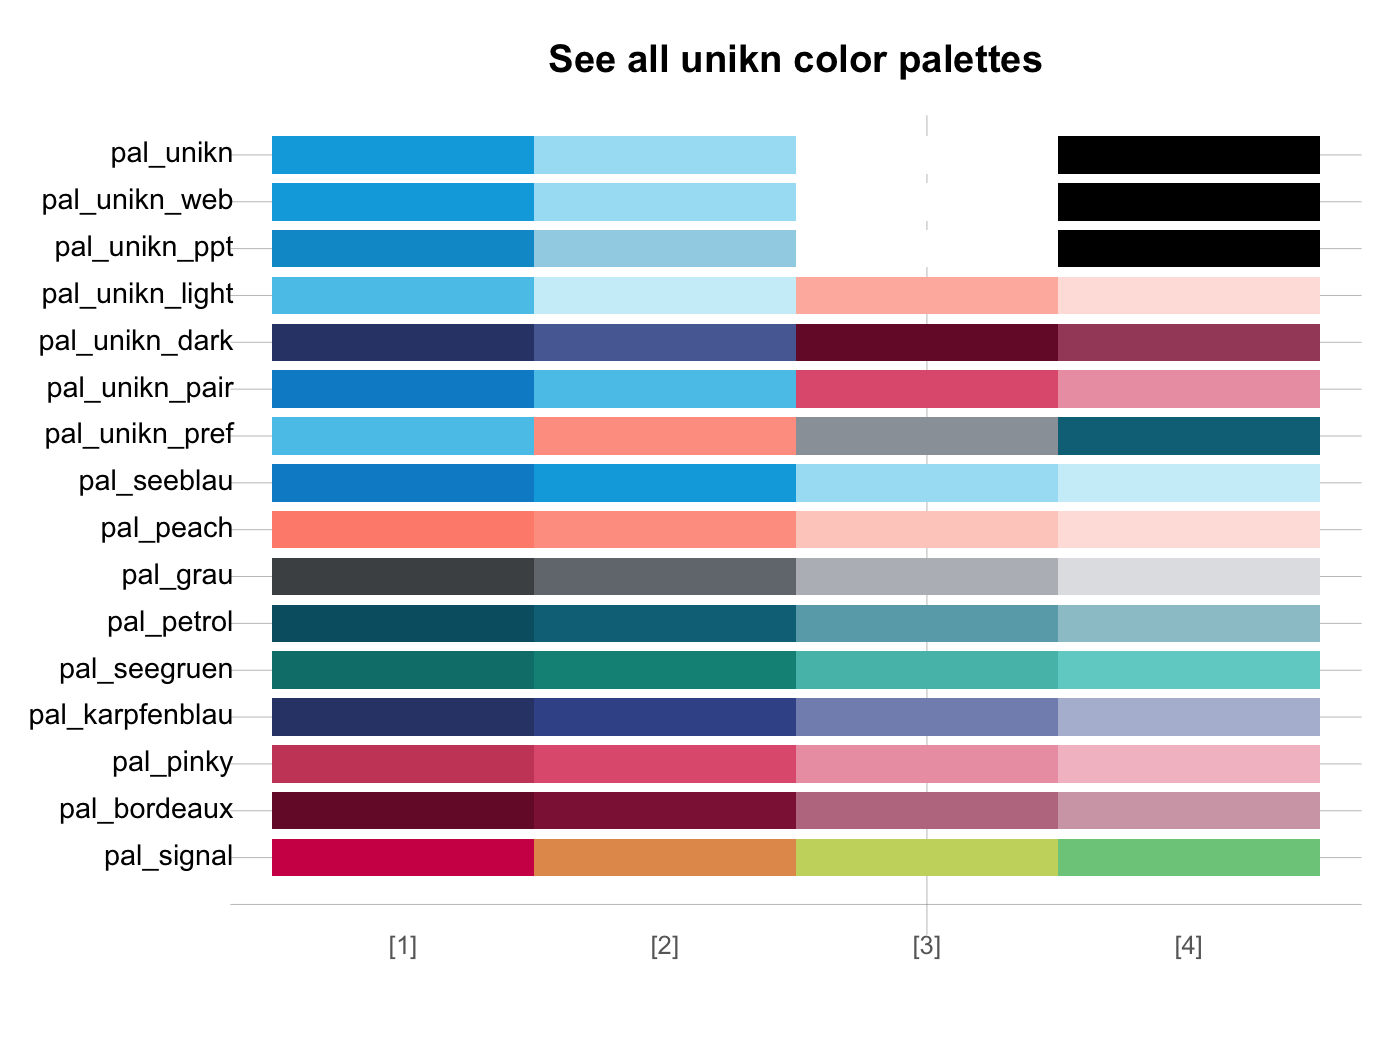 See all unikn color palettes
pal_unikn
pal_unikn_web
pal_unikn_ppt
pal_unikn_light
pal_unikn_dark
pal_unikn_pair
pal_unikn_pref
pal_seeblau
pal_peach
pal_grau
pal_petrol
pal_seegruen
pal_karpfenblau
pal_pinky
pal_bordeaux
pal_signal
[1] [2] [3] [4]